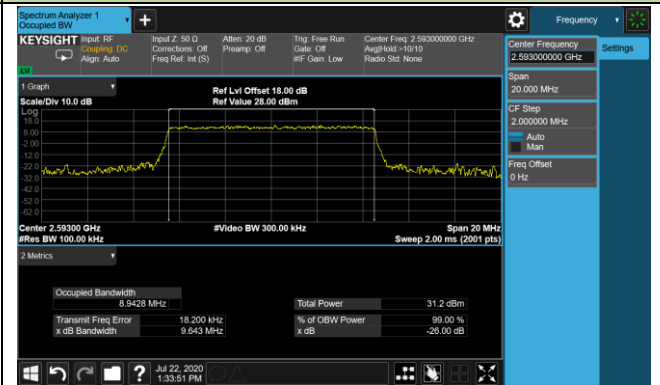 Spectrum Analyzer 1
Occupied BW
Frequency
KEYSIGHT
Input: RF
Coupling: DC
Align: Auto
Input Z: 50 Ω
Corrections: Off
Freq Ref: Int (S)
Atten: 20 dB
Preamp: Off
Trig: Free Run
Gate: Off
#IF Gain: Low
Center Freq: 2.593000000 GHz
Avg|Hold:>10/10
Radio Std: None
Center Frequency
2.593000000 GHz
Settings
Span
20.000 MHz
CF Step
2.000000 MHz
Auto
Man
Freq Offset
0 Hz
1 Graph
Scale/Div 10.0 dB
Ref Lvl Offset 18.00 dB
Ref Value 28.00 dBm
Log
18.0
8.00
-2.00
-12.0
-22.0
-32.0
-42.0
-52.0
-62.0
Center 2.59300 GHz
#Res BW 100.00 kHz
#Video BW 300.00 kHz
Span 20 MHz
Sweep 2.00 ms (2001 pts)
2 Metrics
Occupied Bandwidth
8.9428 MHz
Total Power 31.2 dBm
Transmit Freq Error 18.200 kHz
% of OBW Power 99.00 %
x dB Bandwidth 9.643 MHz
x dB -26.00 dB
Jul 22, 2020
1:33:51 PM